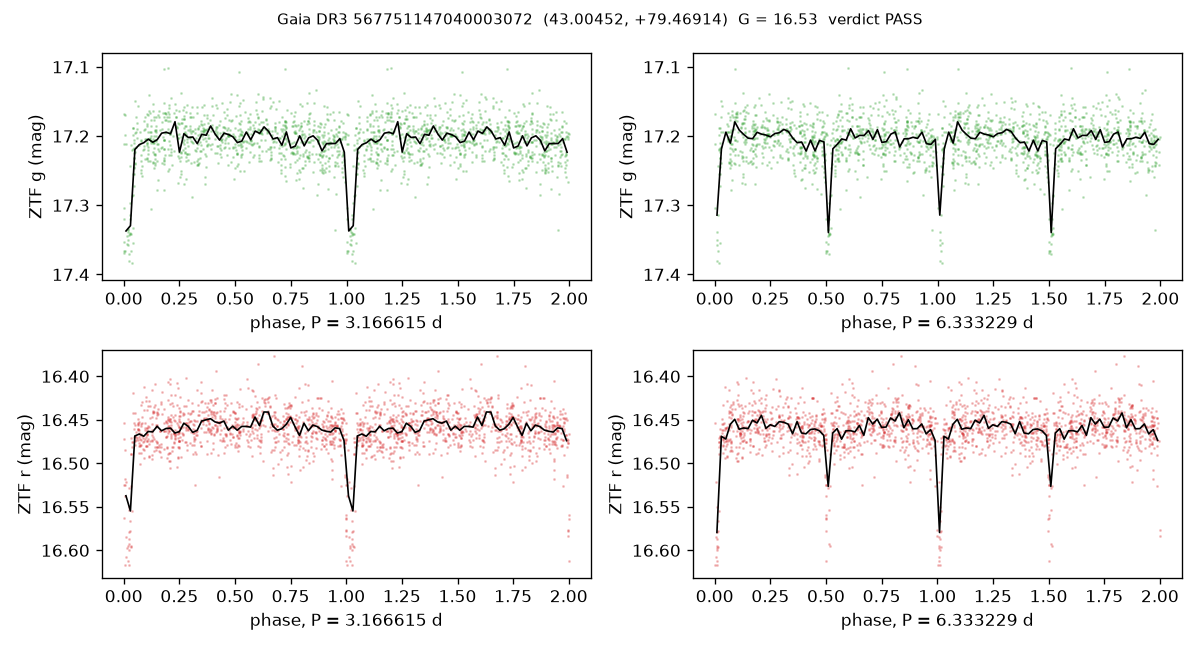 Gaia DR3 567751147040003072 (43.00452, +79.46914) G = 16.53 verdict PASS
17.1
17.2
17.3
17.4
ZTF g (mag)
0.00 0.25 0.50 0.75 1.00 1.25 1.50 1.75 2.00
phase, P = 3.166615 d
17.1
17.2
17.3
17.4
ZTF g (mag)
0.00 0.25 0.50 0.75 1.00 1.25 1.50 1.75 2.00
phase, P = 6.333229 d
16.40
16.45
16.50
16.55
16.60
ZTF r (mag)
0.00 0.25 0.50 0.75 1.00 1.25 1.50 1.75 2.00
phase, P = 3.166615 d
16.40
16.45
16.50
16.55
16.60
ZTF r (mag)
0.00 0.25 0.50 0.75 1.00 1.25 1.50 1.75 2.00
phase, P = 6.333229 d